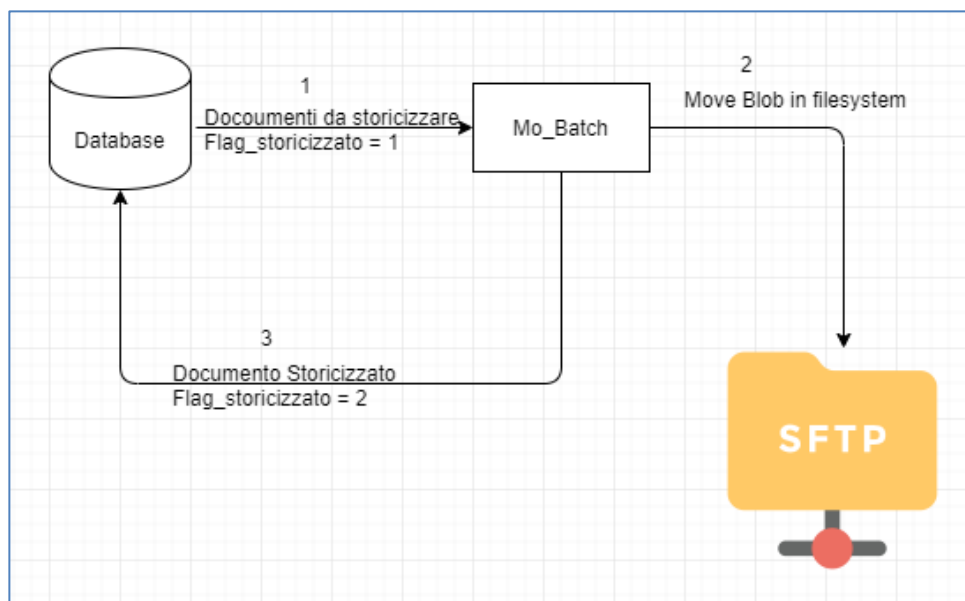 1
Docoumenti da storicizzare
Flag_storicizzato = 1
Database
Mo_Batch
2
Move Blob in filesystem
3
Documento Storicizzato
Flag_storicizzato = 2
SFTP